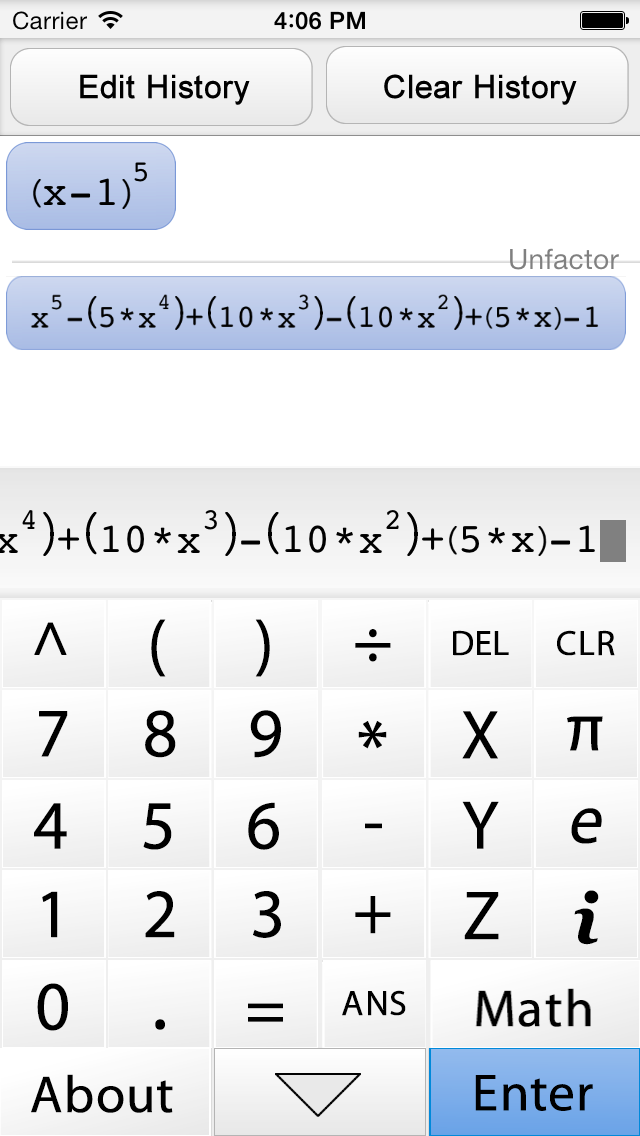 Carrier 4:06 PM
Edit History Clear History
(x-1)^5
Unfactor
x^5-(5*x^4)+(10*x^3)-(10*x^2)+(5*x)-1
x^4)+(10*x^3)-(10*x^2)+(5*x)-1
^ ( ) ÷ DEL CLR
7 8 9 * X π
4 5 6 - Y e
1 2 3 + Z i
0 . = ANS Math
About Enter